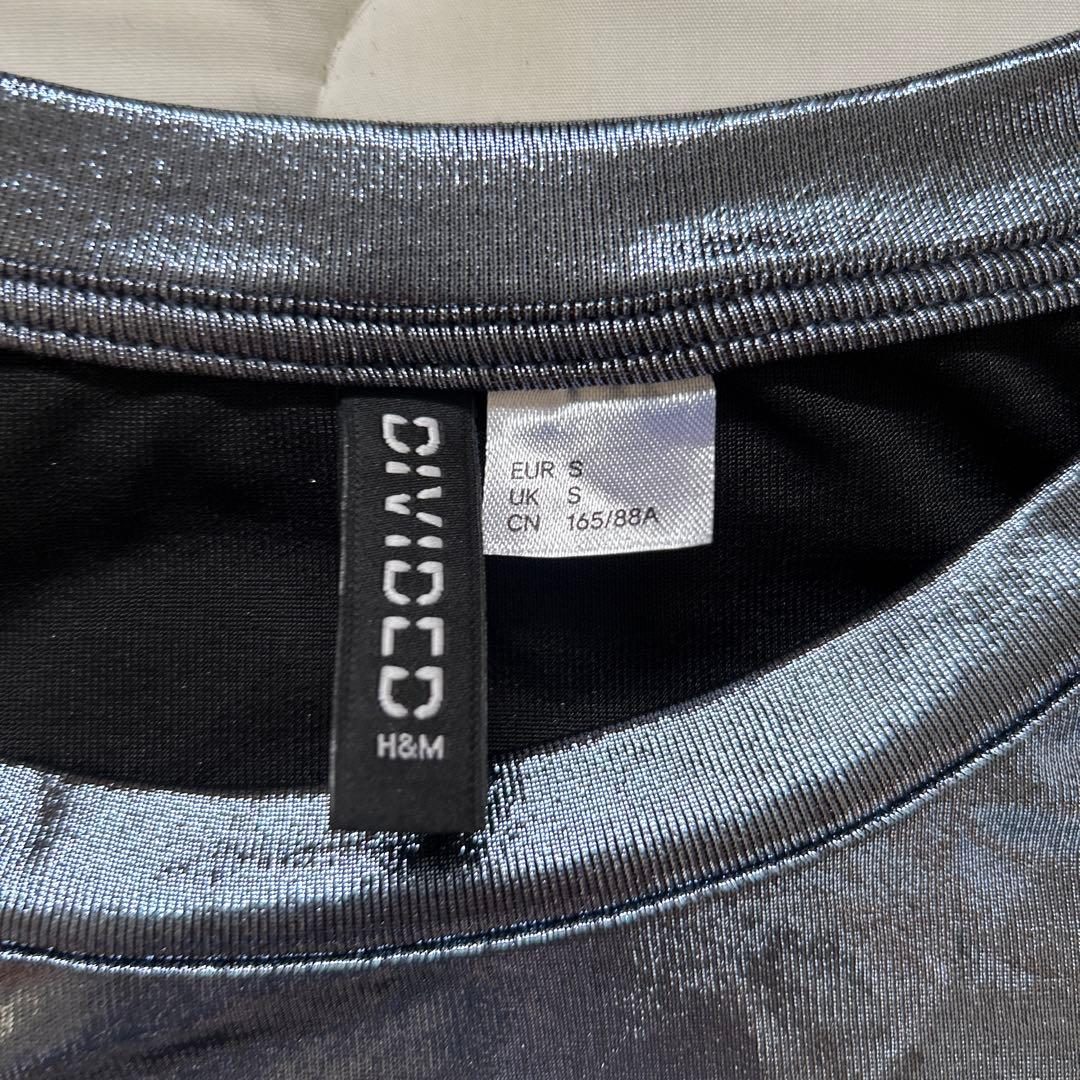 DIVIDED
H&M
EUR S
UK S
CN 165/88A